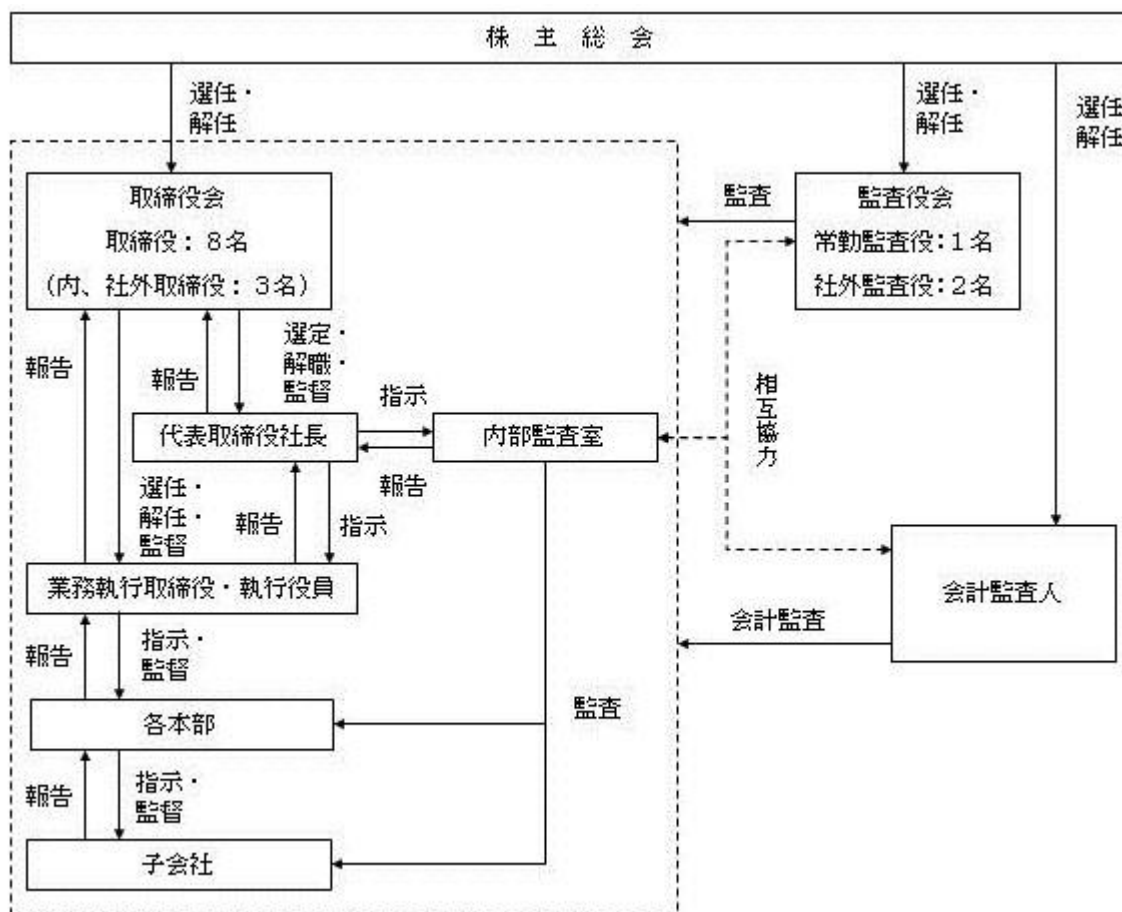 株 主 総 会
選任・
解任
選任・
解任
選任・
解任
取締役会
取締役：8名
(内、社外取締役：3名)
監査
監査役会
常勤監査役：1名
社外監査役：2名
報告
報告
選定・
解職・
監督
指示
代表取締役社長
内部監査室
報告
相互協力
選任・
解任・
監督
報告
指示
業務執行取締役・執行役員
会計監査人
会計監査
報告
指示・
監督
各本部
監査
報告
指示・
監督
子会社